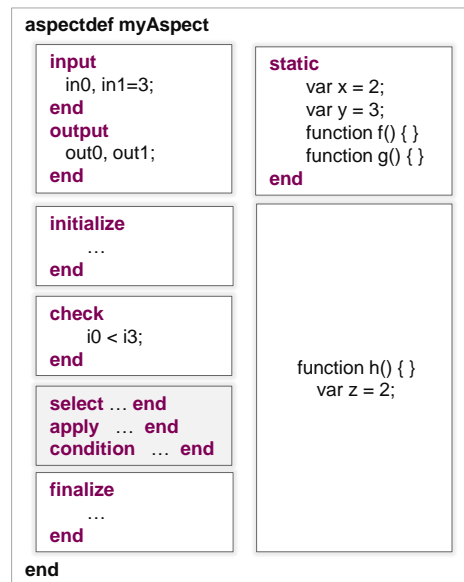 aspectdef myAspect
input
in0, in1=3;
end
output
out0, out1;
end
initialize
…
end
check
i0 < i3;
end
select … end
apply … end
condition … end
finalize
…
end
static
var x = 2;
var y = 3;
function f() { }
function g() { }
end
function h() { }
var z = 2;
end